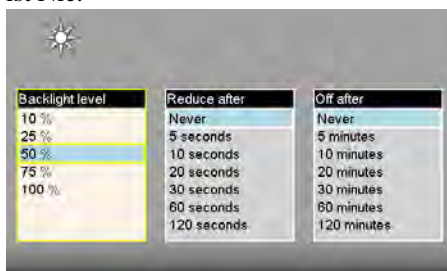 Backlight level
10 %
25 %
50 %
75 %
100 %
Reduce after
Never
5 seconds
10 seconds
20 seconds
30 seconds
60 seconds
120 seconds
Off after
Never
5 minutes
10 minutes
20 minutes
30 minutes
60 minutes
120 minutes